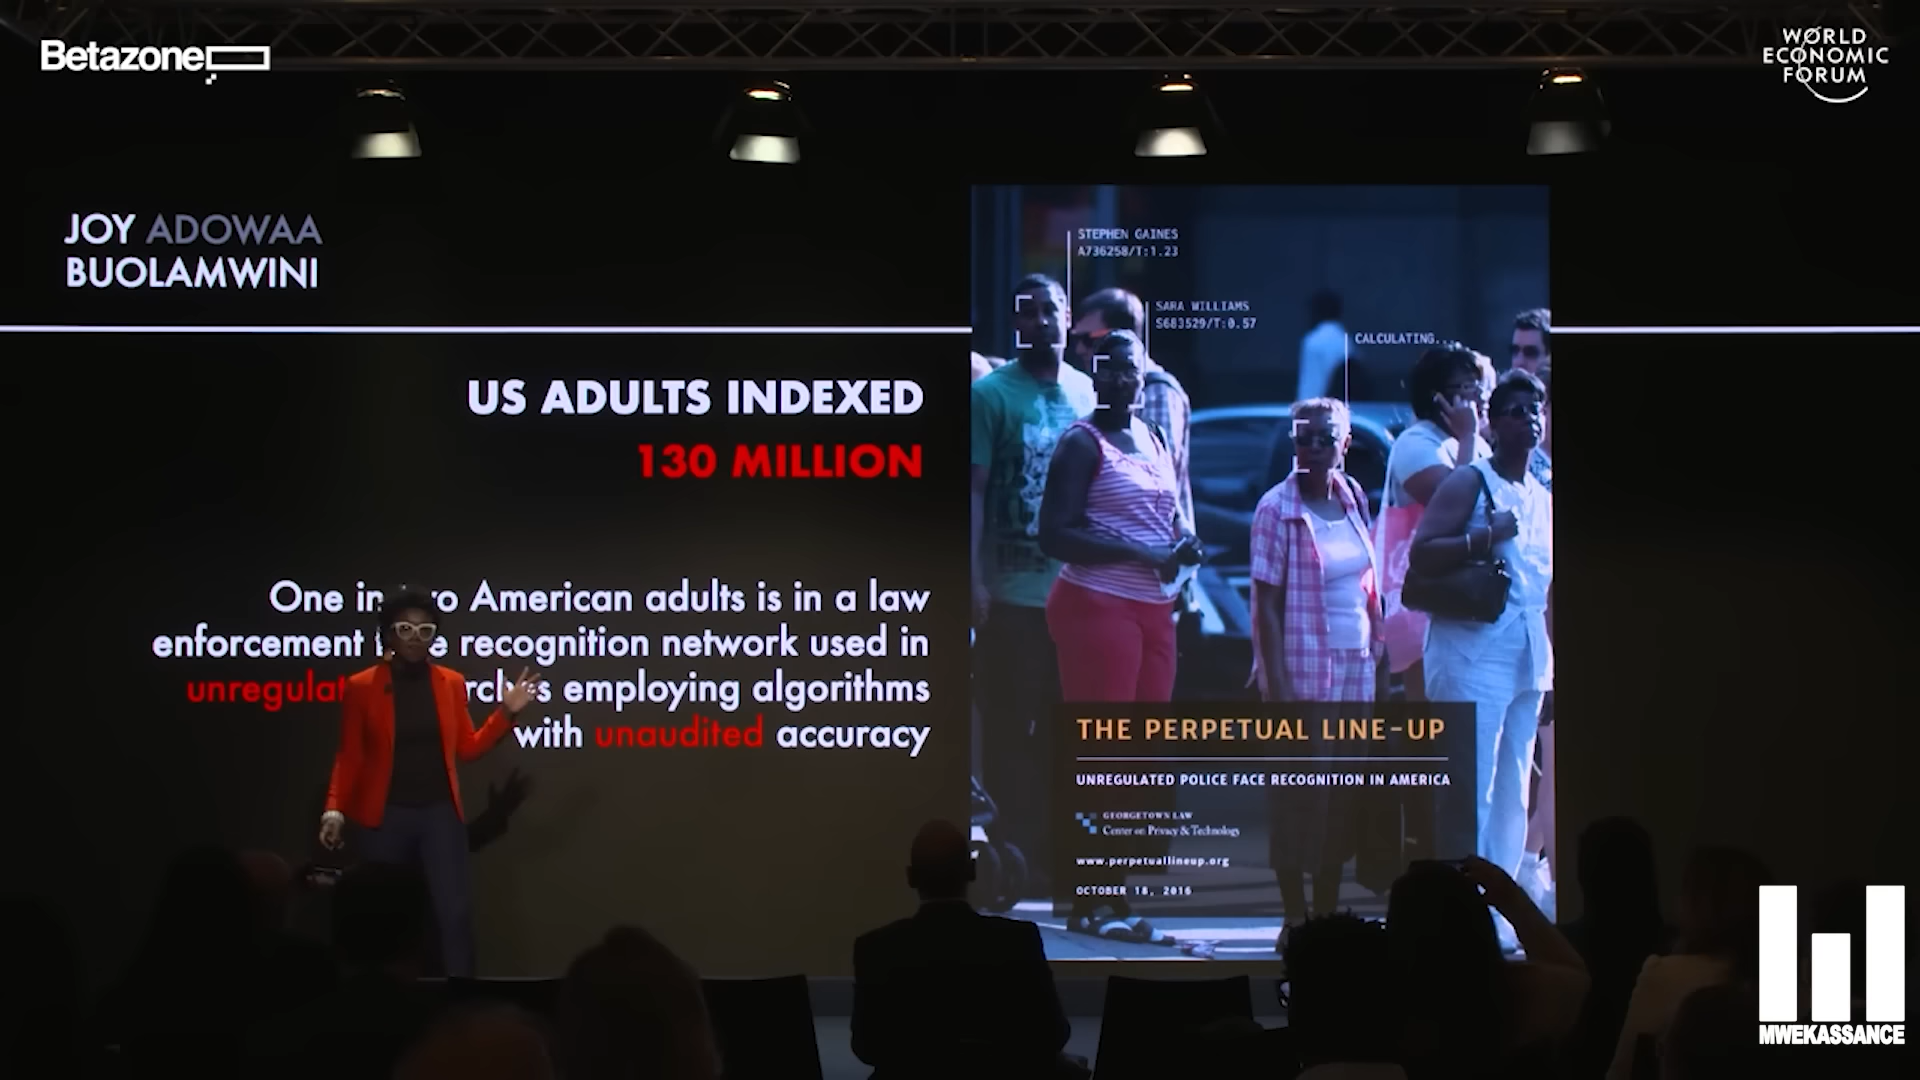 Betazone
WORLD
ECONOMIC
FORUM
JOY ADOWAA
BUOLAMWINI
US ADULTS INDEXED
130 MILLION
One in American adults is in a law
enforcement recognition network used in
employing algorithms
with unaudited accuracy
STEPHEN GAINES
A736258/T:1.23
SARA WILLIAMS
S683529/T:0.57
CALCULATING...
THE PERPETUAL LINE-UP
UNREGULATED POLICE FACE RECOGNITION IN AMERICA
GEORGETOWN LAW
Center on Privacy & Technology
www.perpetuallineup.org
OCTOBER 18, 2016
MWEKASSANCE